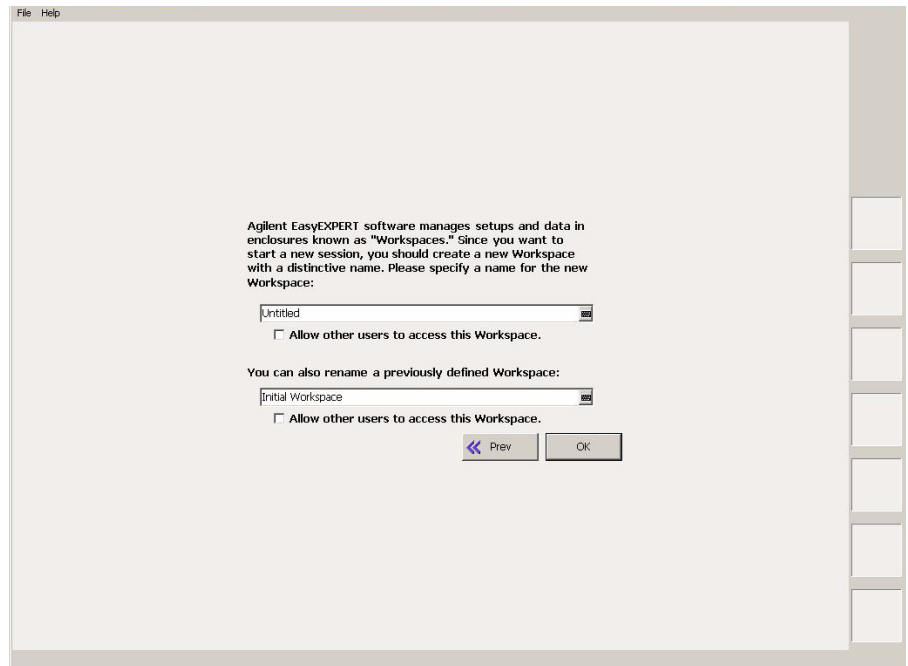 File Help
Agilent EasyEXPERT software manages setups and data in
enclosures known as "Workspaces." Since you want to
start a new session, you should create a new Workspace
with a distinctive name. Please specify a name for the new
Workspace:
Untitled
Allow other users to access this Workspace.
You can also rename a previously defined Workspace:
Initial Workspace
Allow other users to access this Workspace.
Prev OK